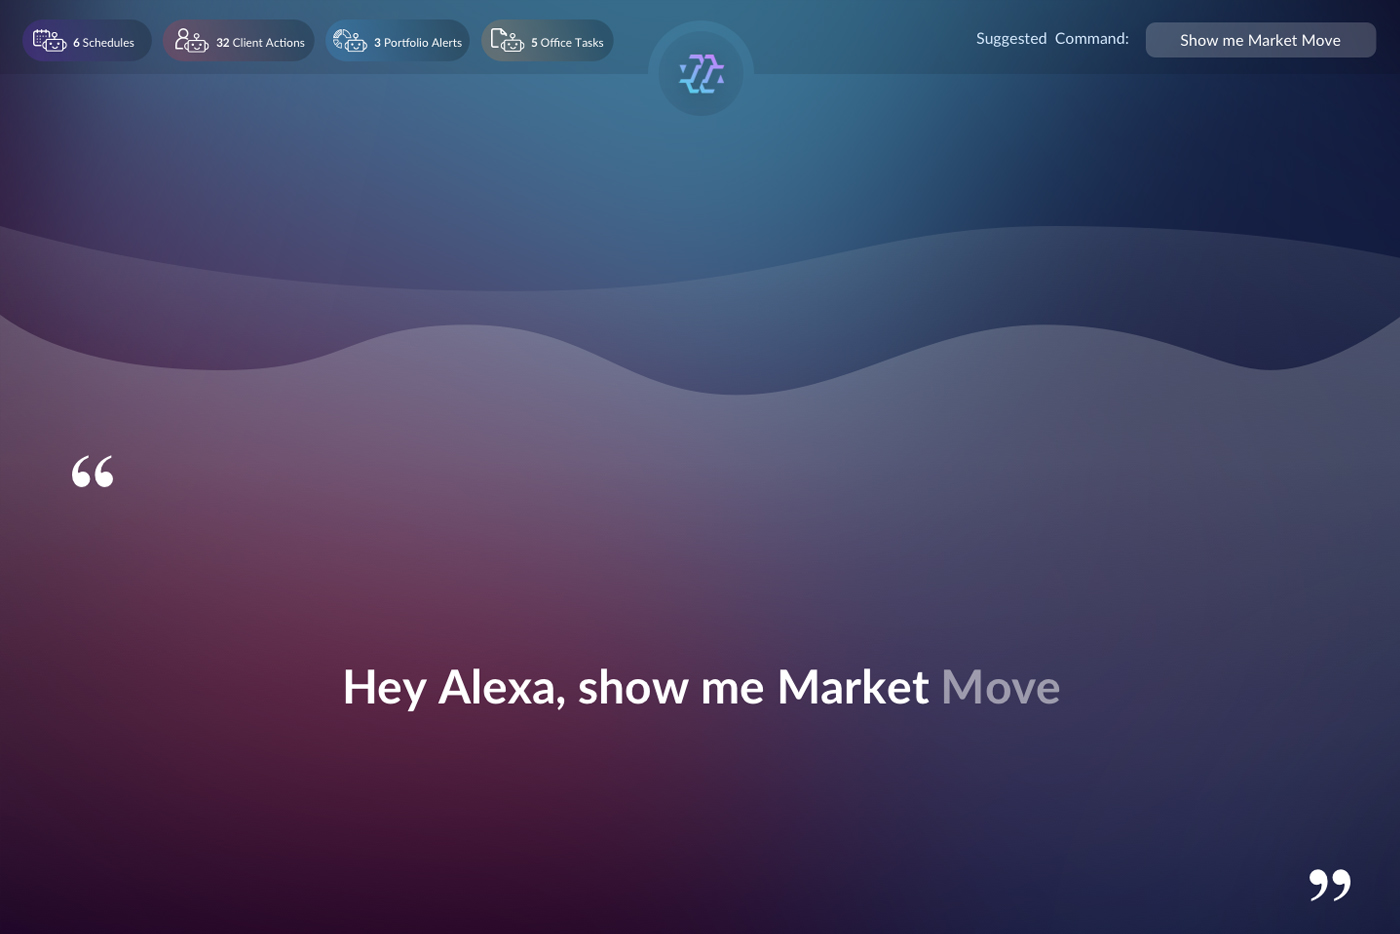 6 Schedules
32 Client Actions
3 Portfolio Alerts
5 Office Tasks
Suggested Command:
Show me Market Move
“
Hey Alexa, show me Market Move
”